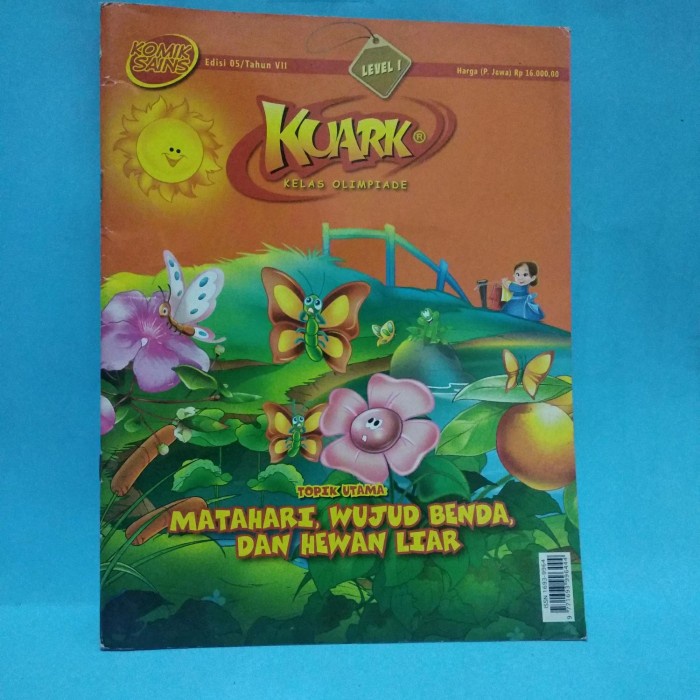 KOMIK
SAINS
Edisi 05/Tahun VII
LEVEL 1
Harga (P. Jawa) Rp 16.000,00
KUARK®
KELAS OLIMPIADE
TOPIK UTAMA
MATAHARI, WUJUD BENDA,
DAN HEWAN LIAR